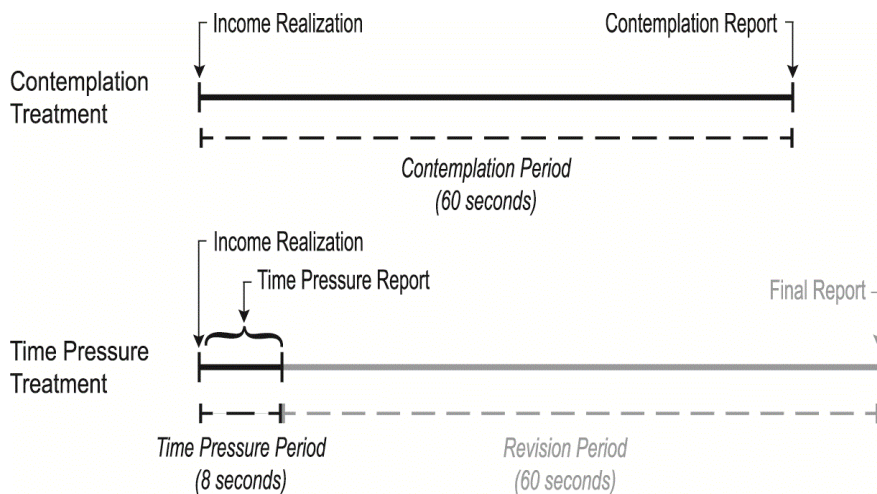 Income Realization
Contemplation Report
Contemplation
Treatment
Contemplation Period
(60 seconds)
Income Realization
Time Pressure Report
Final Report
Time Pressure
Treatment
Time Pressure Period
(8 seconds)
Revision Period
(60 seconds)